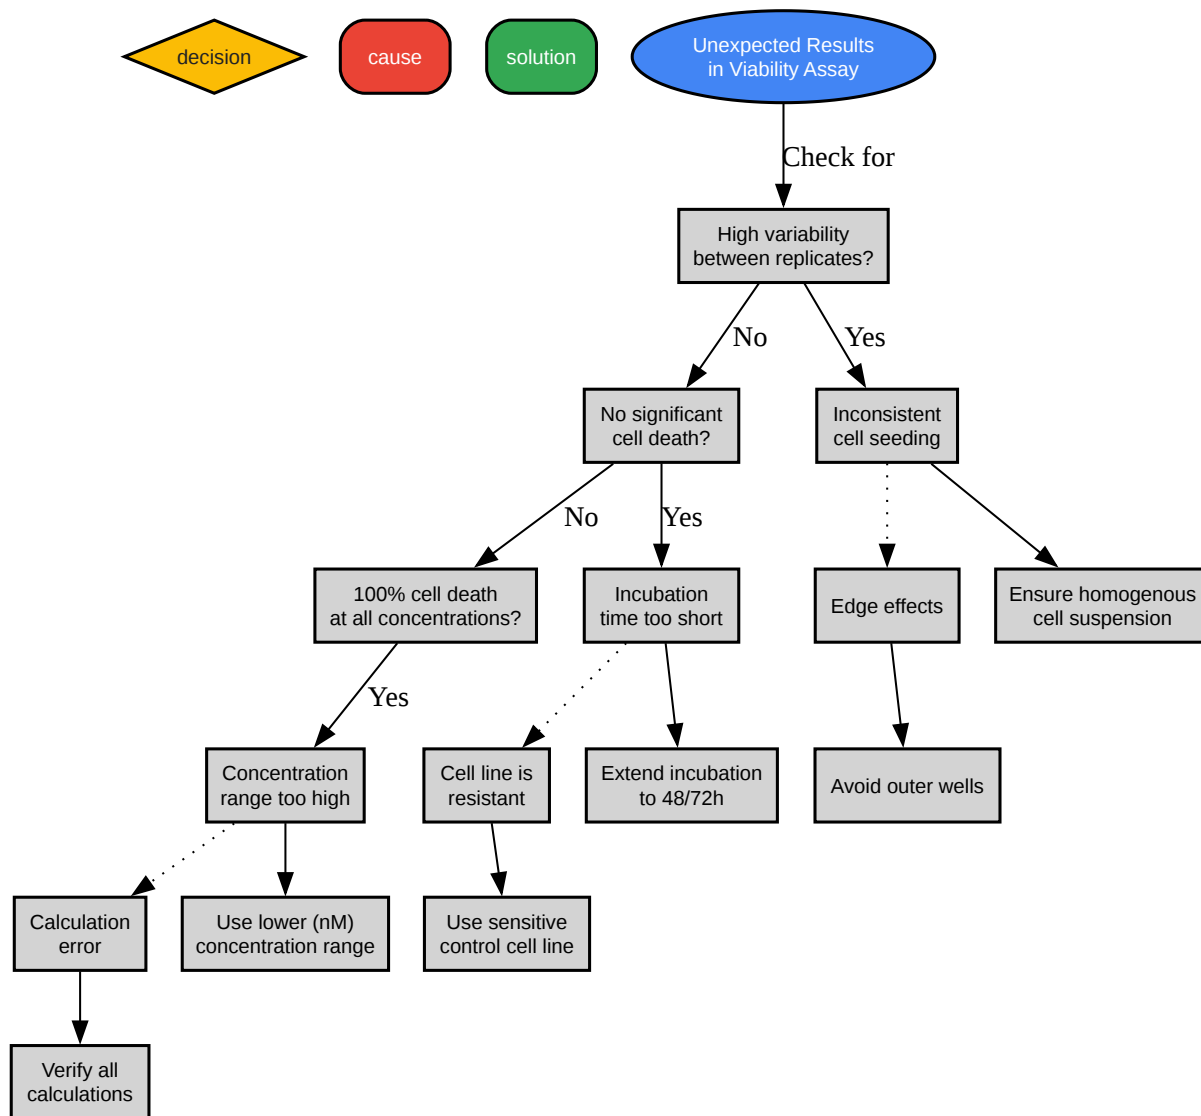 decision
cause
solution
Unexpected Results
in Viability Assay
Check for
High variability
between replicates?
No
Yes
No significant
cell death?
Inconsistent
cell seeding
No
Yes
100% cell death
at all concentrations?
Incubation
time too short
Edge effects
Ensure homogenous
cell suspension
Yes
Concentration
range too high
Cell line is
resistant
Extend incubation
to 48/72h
Avoid outer wells
Calculation
error
Use lower (nM)
concentration range
Use sensitive
control cell line
Verify all
calculations